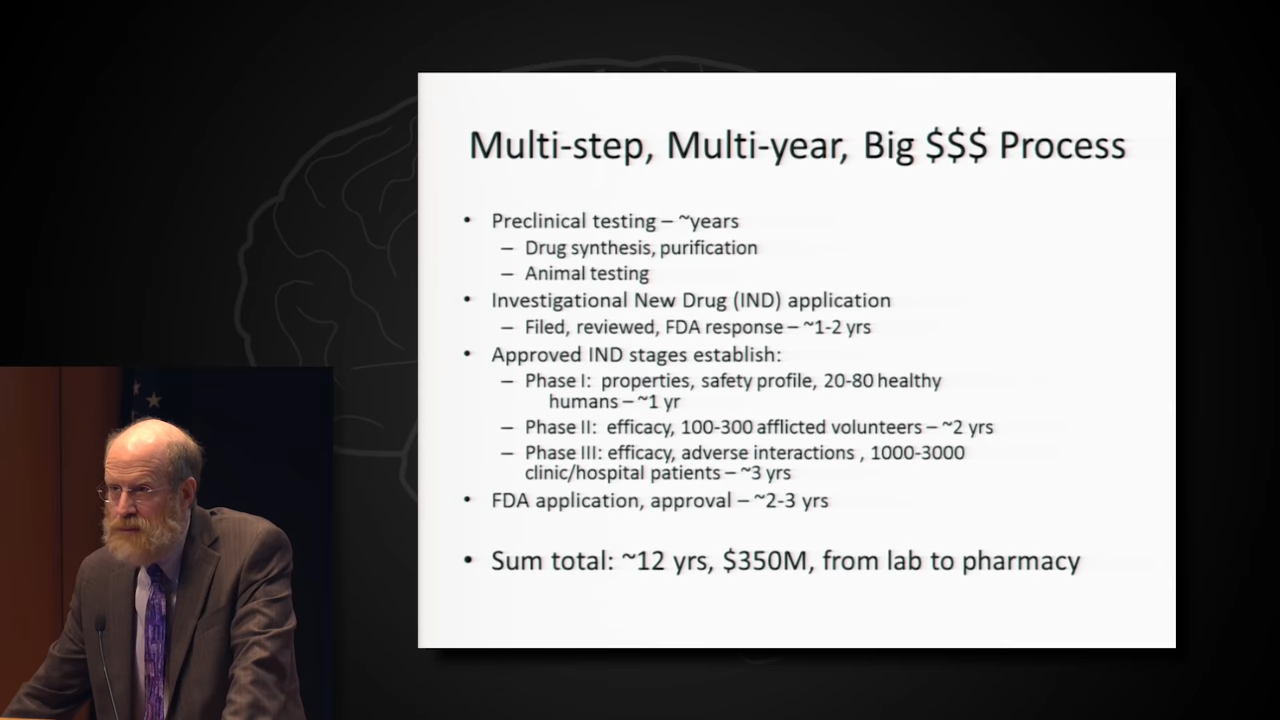 Multi-step, Multi-year, Big $$$ Process
• Preclinical testing – ~years
– Drug synthesis, purification
– Animal testing
• Investigational New Drug (IND) application
– Filed, reviewed, FDA response – ~1-2 yrs
• Approved IND stages establish:
– Phase I: properties, safety profile, 20-80 healthy
humans – ~1 yr
– Phase II: efficacy, 100-300 afflicted volunteers – ~2 yrs
– Phase III: efficacy, adverse interactions , 1000-3000
clinic/hospital patients – ~3 yrs
• FDA application, approval – ~2-3 yrs
• Sum total: ~12 yrs, $350M, from lab to pharmacy